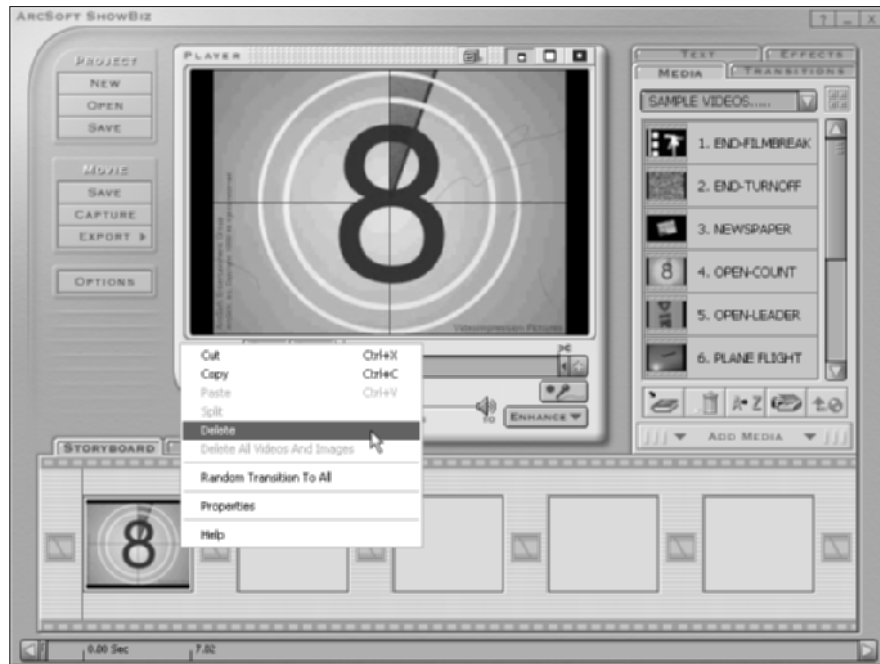 ArcSoft ShowBiz
? _ X
Project
New
Open
Save
Movie
Save
Capture
Export
Options
Player
8
Videoimpression Pictures
Text
Effects
Media
Transitions
SAMPLE VIDEOS.....
1. END-FILMBREAK
2. END-TURNOFF
3. NEWSPAPER
8
4. OPEN-COUNT
5. OPEN-LEADER
6. PLANE FLIGHT
A Z
Add Media
Enhance
Cut Ctrl+X
Copy Ctrl+C
Paste Ctrl+V
Split
Delete
Delete All Videos And Images
Random Transition To All
Properties
Help
Storyboard
8
0.00 Sec
7.02